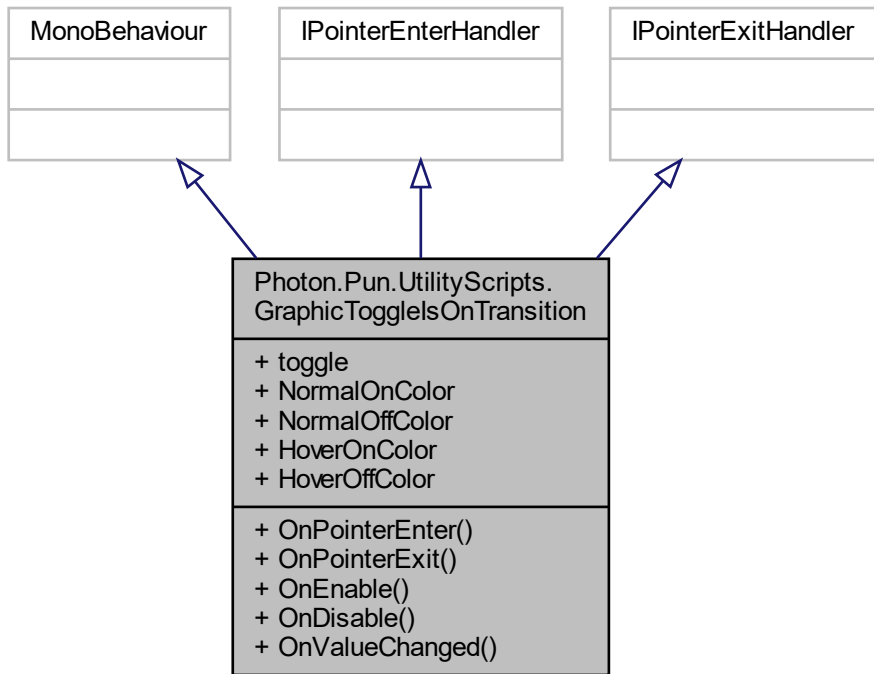 MonoBehaviour
IPointerEnterHandler
IPointerExitHandler
Photon.Pun.UtilityScripts.
GraphicToggleIsOnTransition
+ toggle
+ NormalOnColor
+ NormalOffColor
+ HoverOnColor
+ HoverOffColor
+ OnPointerEnter()
+ OnPointerExit()
+ OnEnable()
+ OnDisable()
+ OnValueChanged()